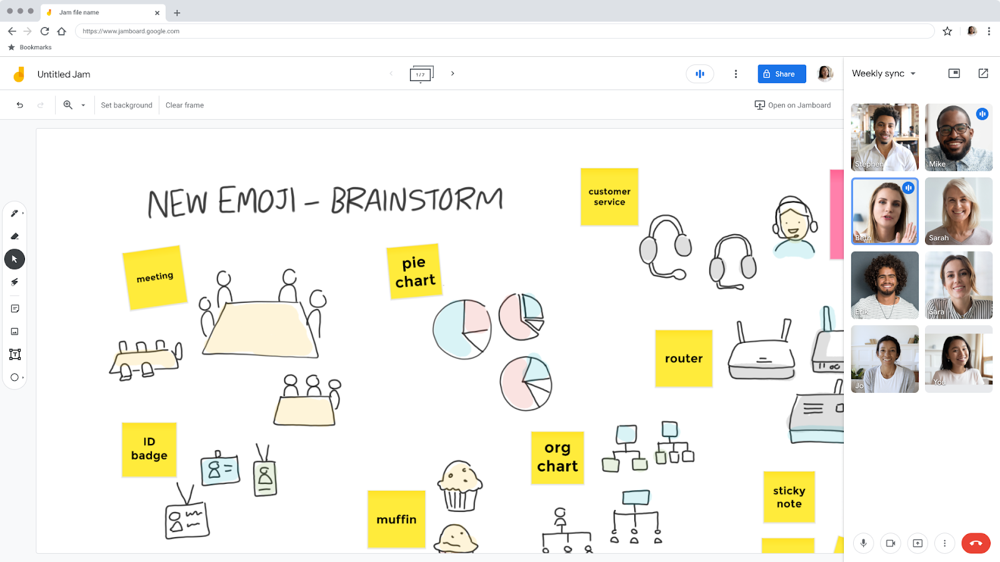 Jam file name
https://www.jamboard.google.com
Bookmarks
Untitled Jam
1/7
Share
Weekly sync
Set background
Clear frame
Open on Jamboard
NEW EMOJI - BRAINSTORM
customer
service
meeting
pie
chart
router
ID
badge
org
chart
muffin
sticky
note
Stephen
Mike
Beth
Sarah
Erik
Sara
Jo
You